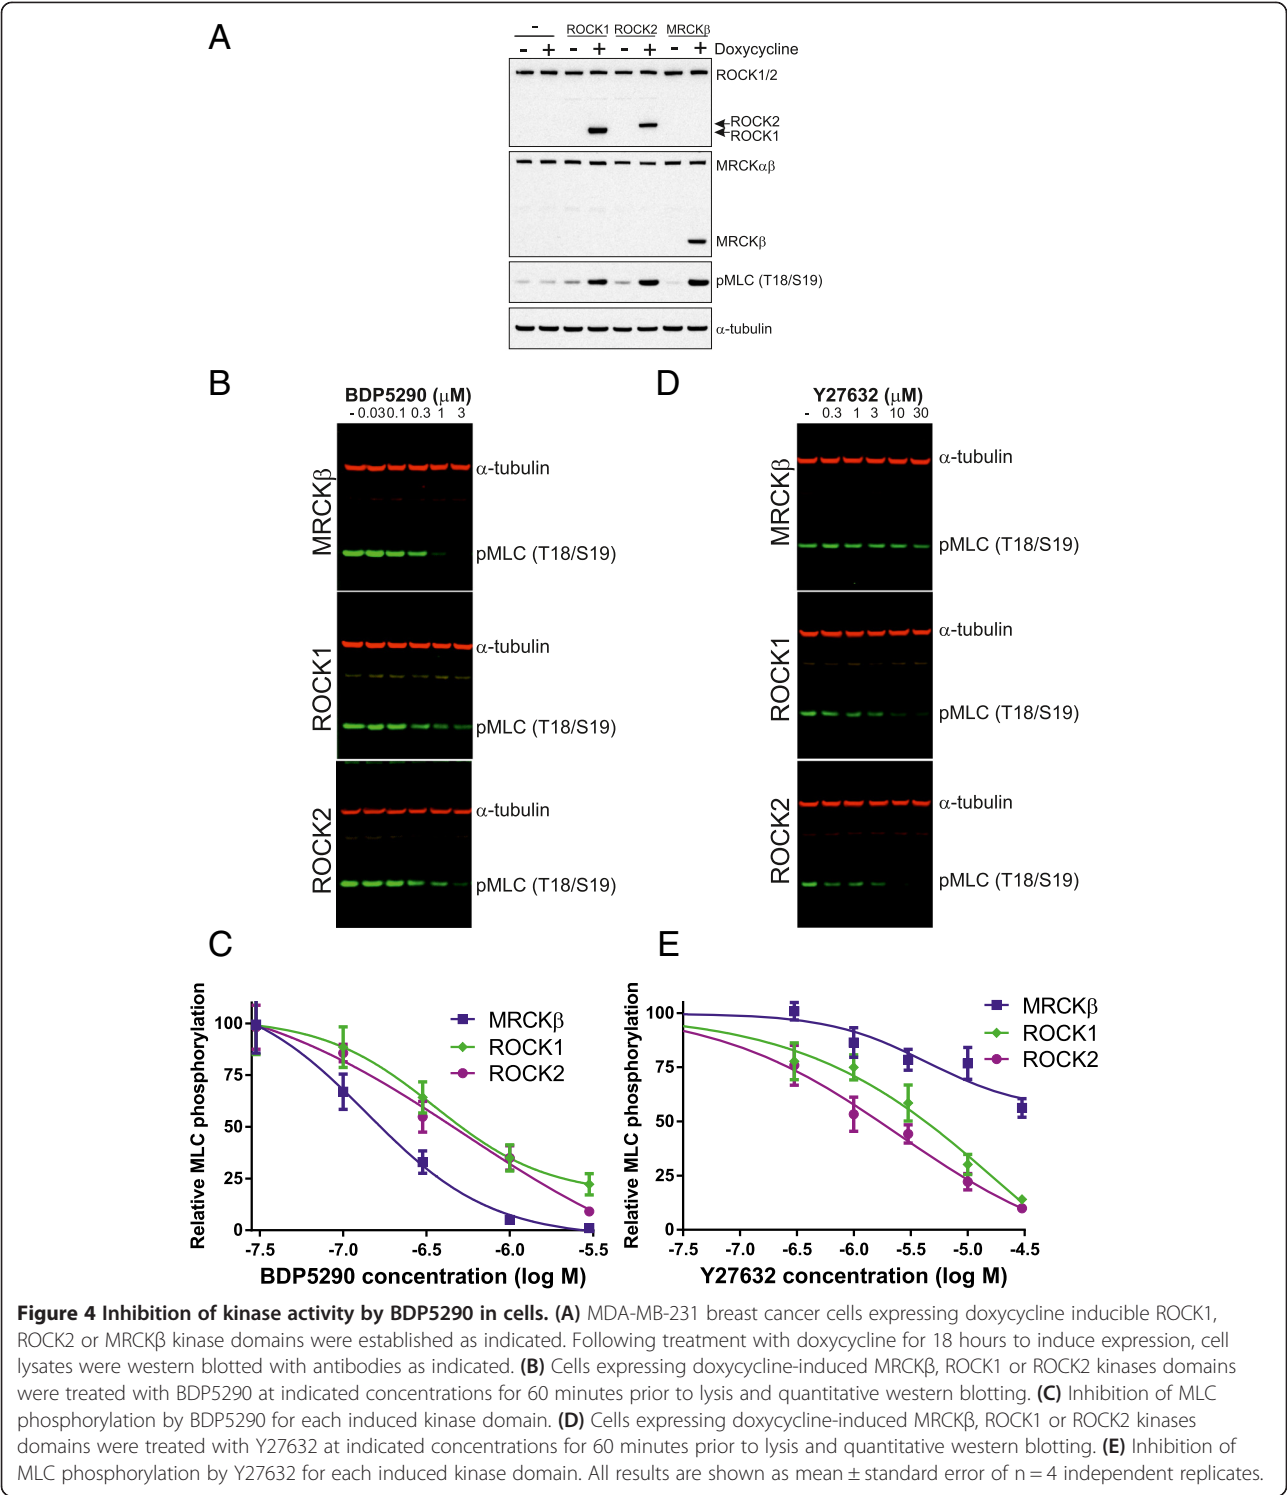 A
- ROCK1 ROCK2 MRCKβ
- + - + - + - + Doxycycline
ROCK1/2
ROCK2
ROCK1
MRCKαβ
MRCKβ
pMLC (T18/S19)
α-tubulin
B
BDP5290 (μM)
- 0.03 0.1 0.3 1 3
MRCKβ
α-tubulin
pMLC (T18/S19)
ROCK1
α-tubulin
pMLC (T18/S19)
ROCK2
α-tubulin
pMLC (T18/S19)
D
Y27632 (μM)
- 0.3 1 3 10 30
MRCKβ
α-tubulin
pMLC (T18/S19)
ROCK1
α-tubulin
pMLC (T18/S19)
ROCK2
α-tubulin
pMLC (T18/S19)
C
Relative MLC phosphorylation
100
75
50
25
0
MRCKβ
ROCK1
ROCK2
-7.5 -7.0 -6.5 -6.0 -5.5
BDP5290 concentration (log M)
E
Relative MLC phosphorylation
100
75
50
25
0
MRCKβ
ROCK1
ROCK2
-7.5 -7.0 -6.5 -6.0 -5.5 -5.0 -4.5
Y27632 concentration (log M)
Figure 4 Inhibition of kinase activity by BDP5290 in cells. (A) MDA-MB-231 breast cancer cells expressing doxycycline inducible ROCK1,
ROCK2 or MRCKβ kinase domains were established as indicated. Following treatment with doxycycline for 18 hours to induce expression, cell
lysates were western blotted with antibodies as indicated. (B) Cells expressing doxycycline-induced MRCKβ, ROCK1 or ROCK2 kinases domains
were treated with BDP5290 at indicated concentrations for 60 minutes prior to lysis and quantitative western blotting. (C) Inhibition of MLC
phosphorylation by BDP5290 for each induced kinase domain. (D) Cells expressing doxycycline-induced MRCKβ, ROCK1 or ROCK2 kinases
domains were treated with Y27632 at indicated concentrations for 60 minutes prior to lysis and quantitative western blotting. (E) Inhibition of
MLC phosphorylation by Y27632 for each induced kinase domain. All results are shown as mean ± standard error of n = 4 independent replicates.